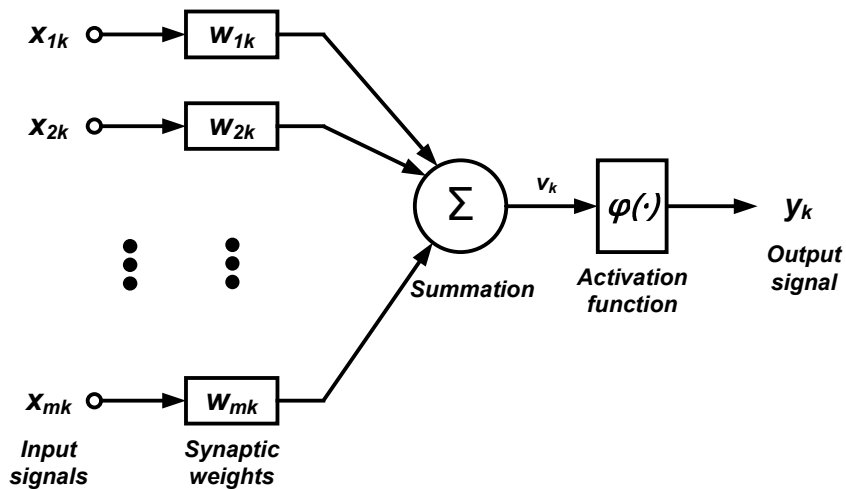 x1k
w1k
x2k
w2k
Σ
vk
φ(·)
yk
Summation
Activation
function
Output
signal
xmk
wmk
Input
signals
Synaptic
weights